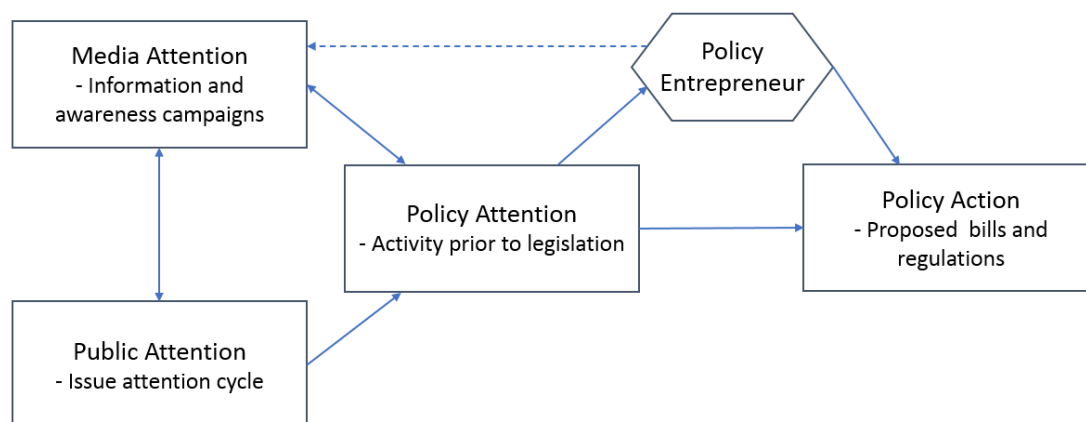 Media Attention
- Information and
awareness campaigns
Policy
Entrepreneur
Policy Attention
- Activity prior to legislation
Policy Action
- Proposed  bills and
regulations
Public Attention
- Issue attention cycle